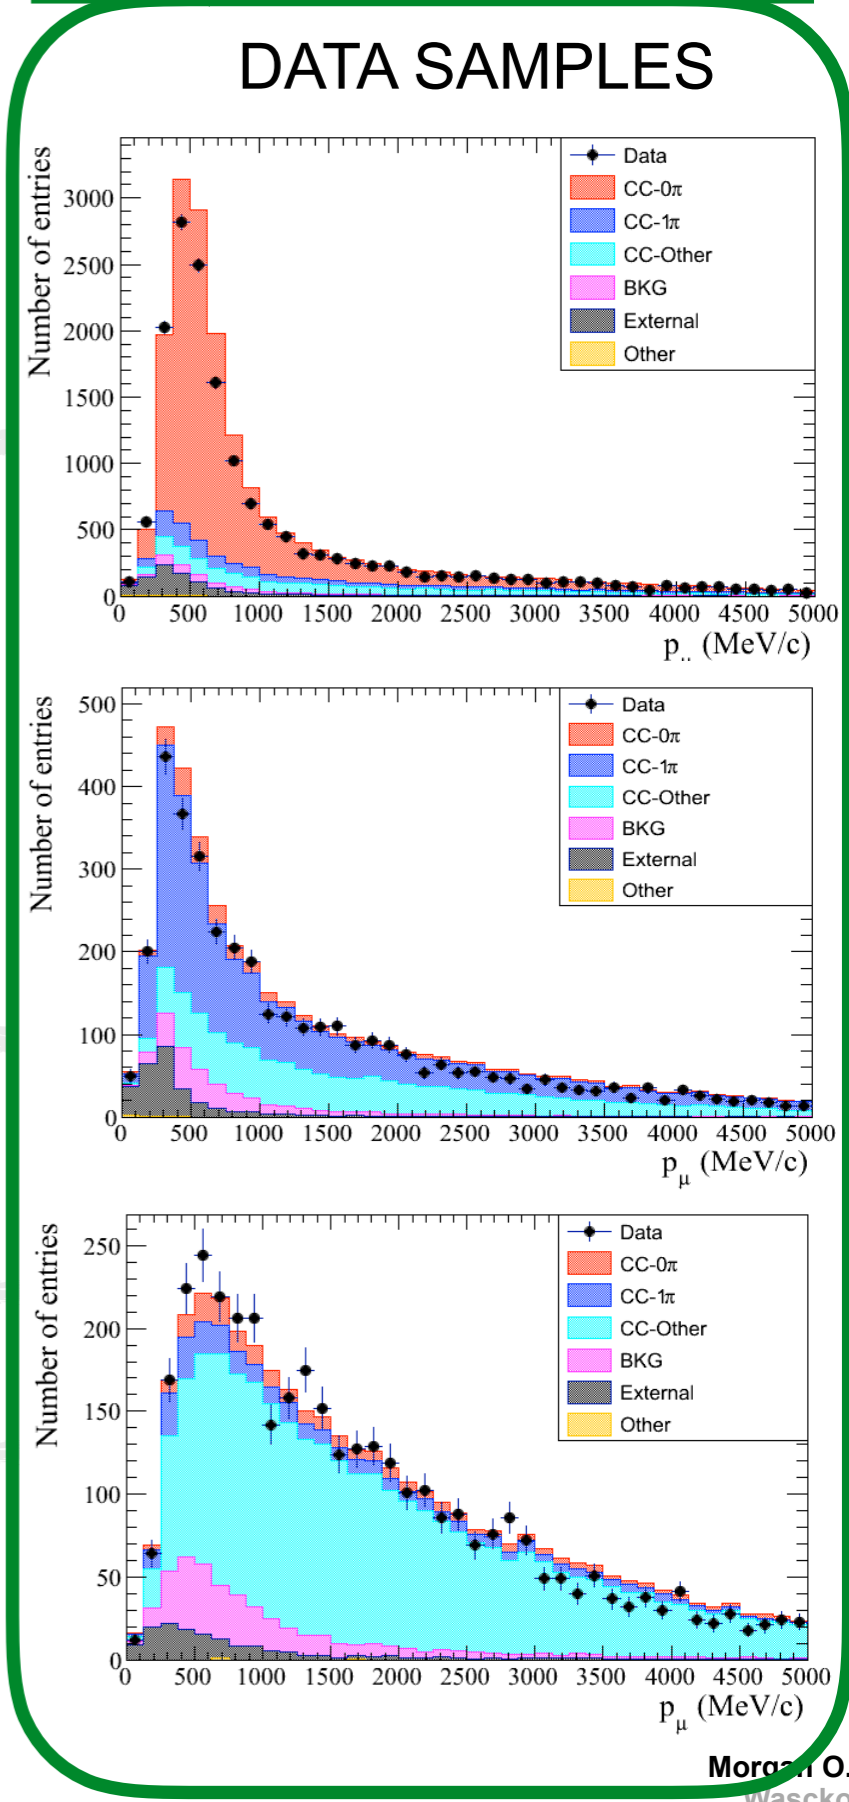 DATA SAMPLES
Number of entries
3000
2500
2000
1500
1000
500
0
Data
CC-0π
CC-1π
CC-Other
BKG
External
Other
0 500 1000 1500 2000 2500 3000 3500 4000 4500 5000
(MeV/c)
Number of entries
500
400
300
200
100
0
Data
CC-0π
CC-1π
CC-Other
BKG
External
Other
0 500 1000 1500 2000 2500 3000 3500 4000 4500 5000
pμ (MeV/c)
Number of entries
250
200
150
100
50
0
Data
CC-0π
CC-1π
CC-Other
BKG
External
Other
0 500 1000 1500 2000 2500 3000 3500 4000 4500 5000
pμ (MeV/c)
Morgan O.
Wascko